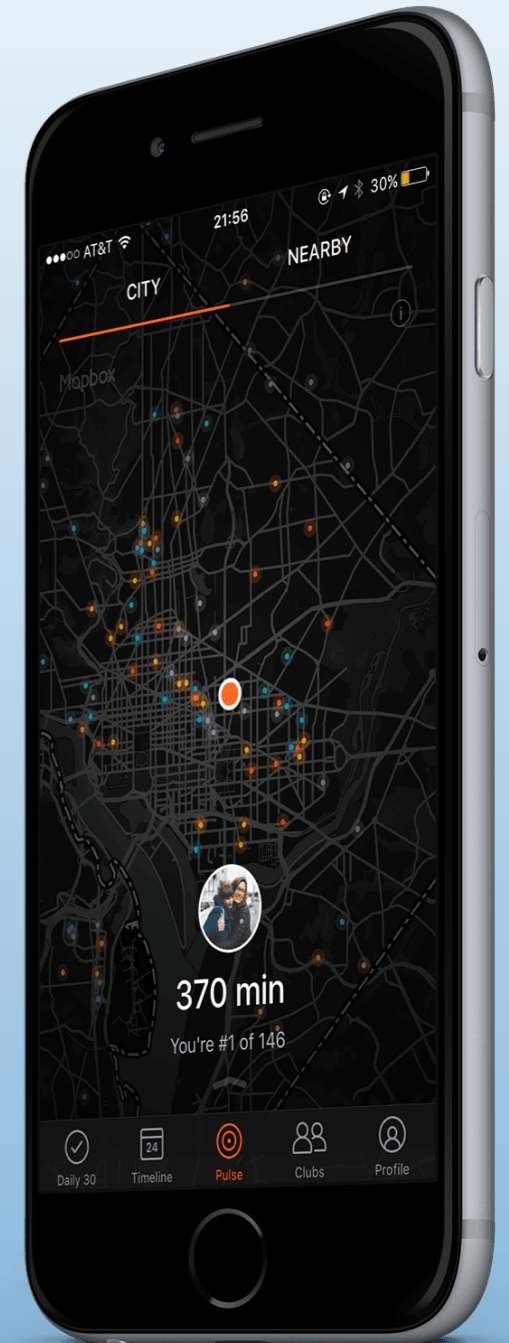 ●●●○○ AT&T 21:56 30%
CITY NEARBY
i
Mapbox
370 min
You're #1 of 146
24
Daily 30 Timeline Pulse Clubs Profile